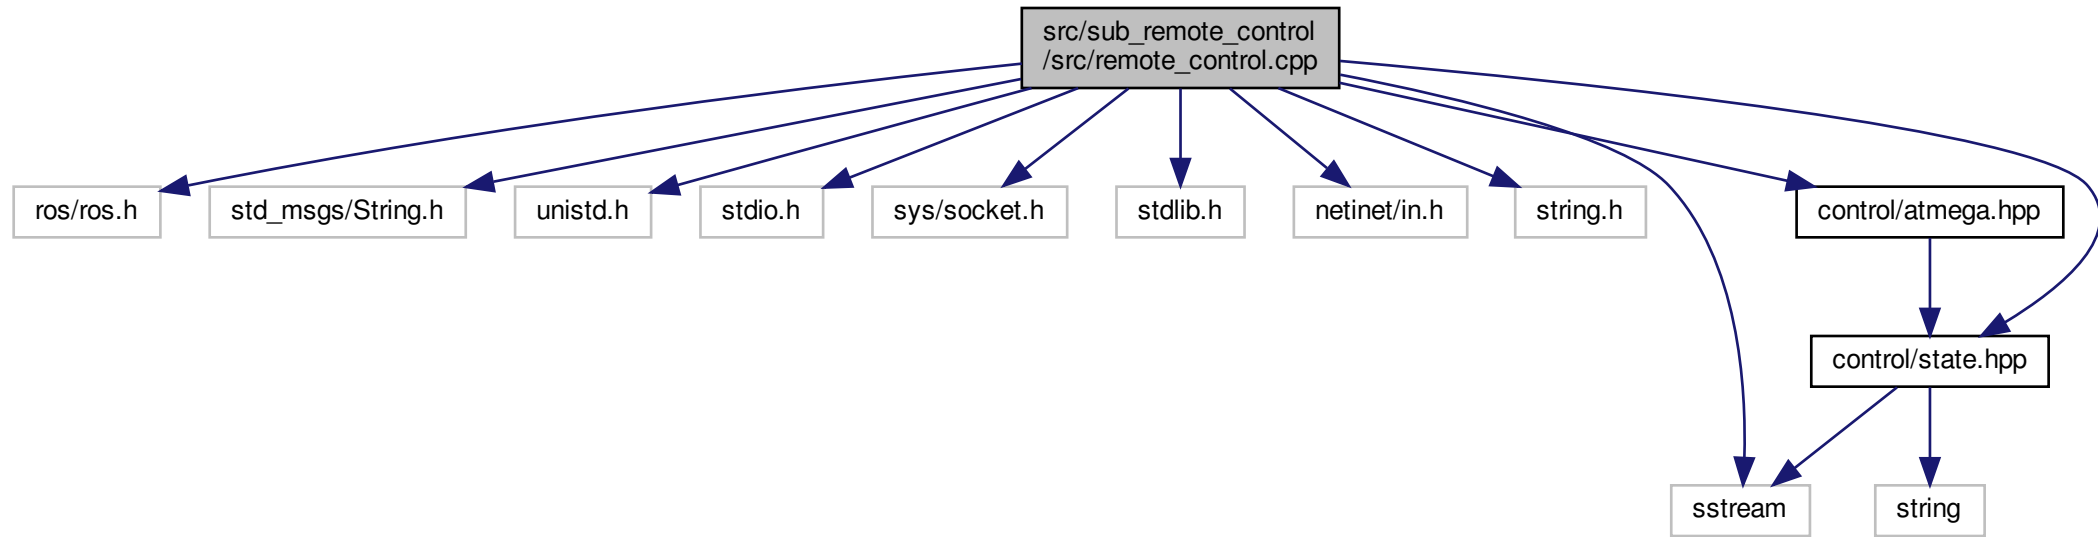 src/sub_remote_control
/src/remote_control.cpp
ros/ros.h
std_msgs/String.h
unistd.h
stdio.h
sys/socket.h
stdlib.h
netinet/in.h
string.h
control/atmega.hpp
control/state.hpp
sstream
string